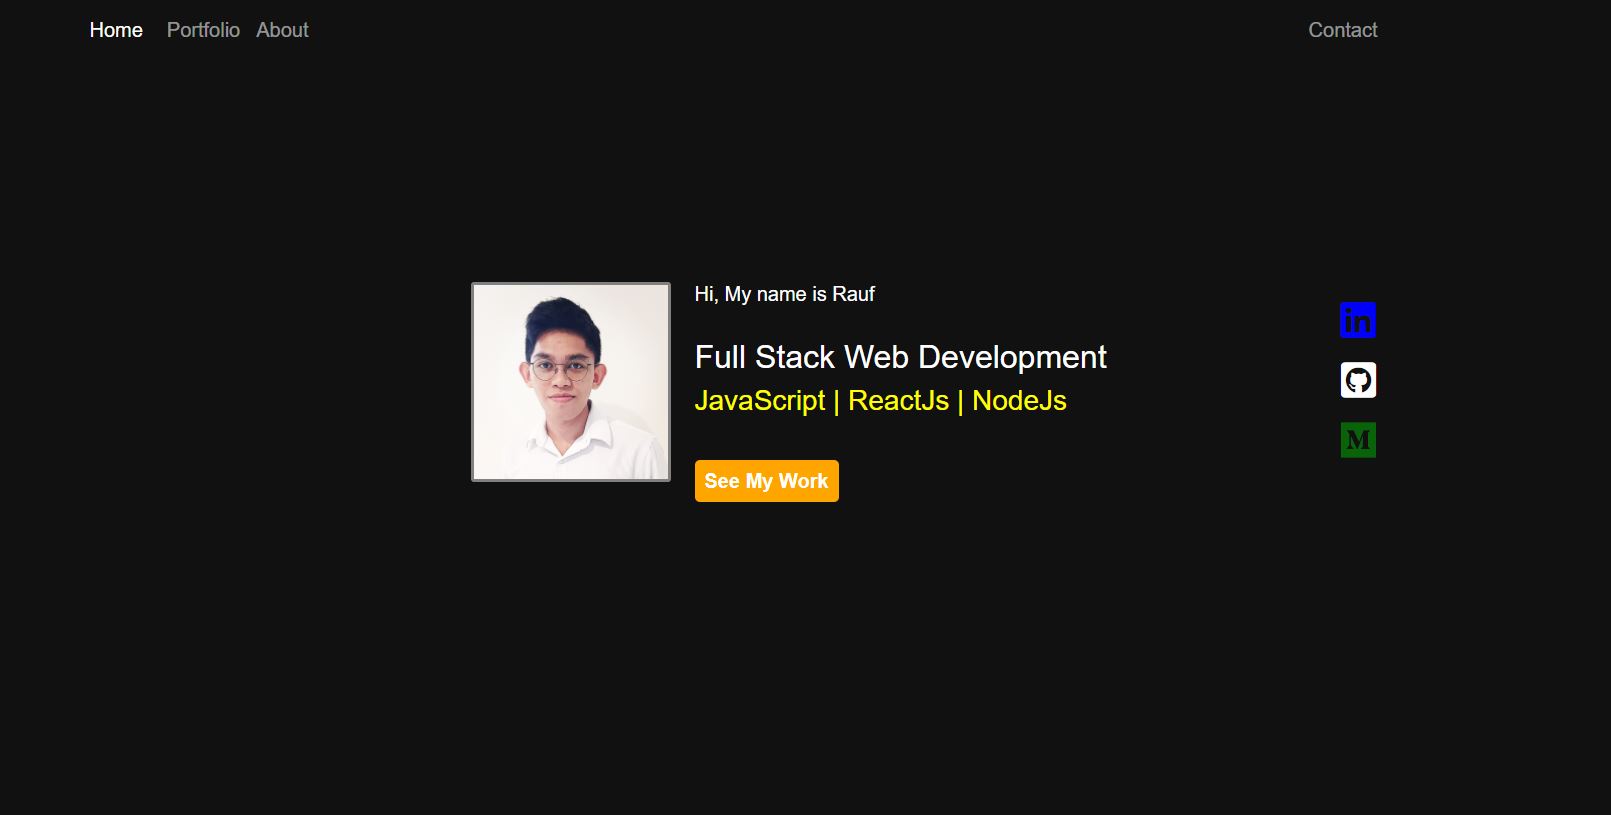 Home Portfolio About Contact
Hi, My name is Rauf
Full Stack Web Development
JavaScript | ReactJs | NodeJs
See My Work
in
M